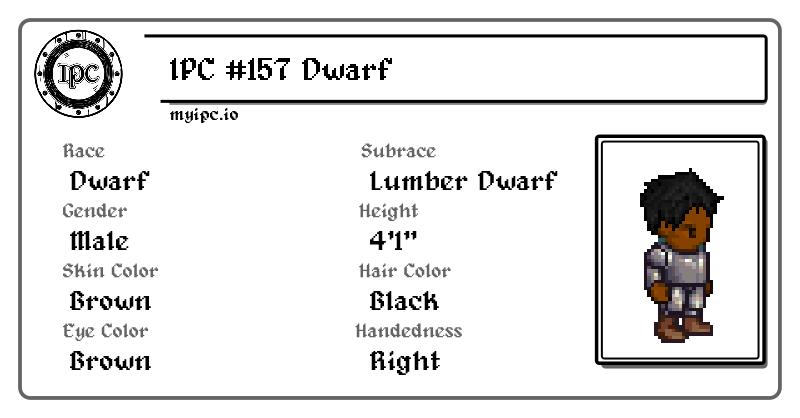 IPC
IPC #157 Dwarf
myipc.io
Race
Subrace
Dwarf
Lumber Dwarf
Gender
Height
Male
4'1"
Skin Color
Hair Color
Brown
Black
Eye Color
Handedness
Brown
Right